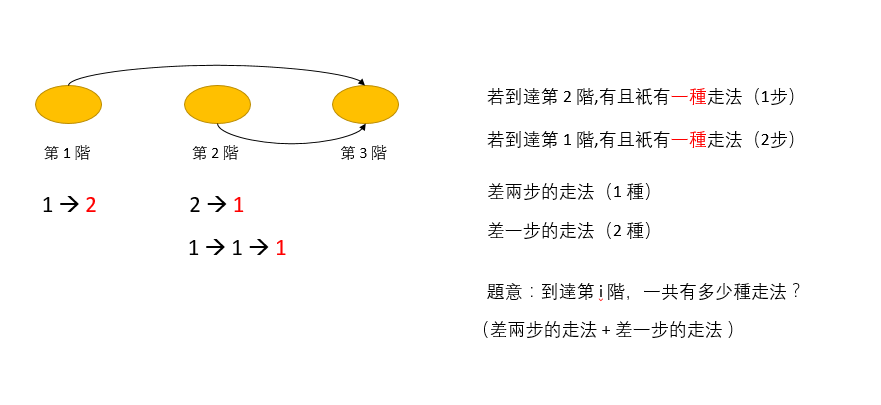 第 1 階
第 2 階
第 3 階
1 → 2
2 → 1
1 → 1 → 1
若到達第 2 階,有且衹有一種走法（1步）
若到達第 1 階,有且衹有一種走法（2步）
差兩步的走法（1 種）
差一步的走法（2 種）
題意：到達第 i 階，一共有多少種走法？
（差兩步的走法 + 差一步的走法 ）